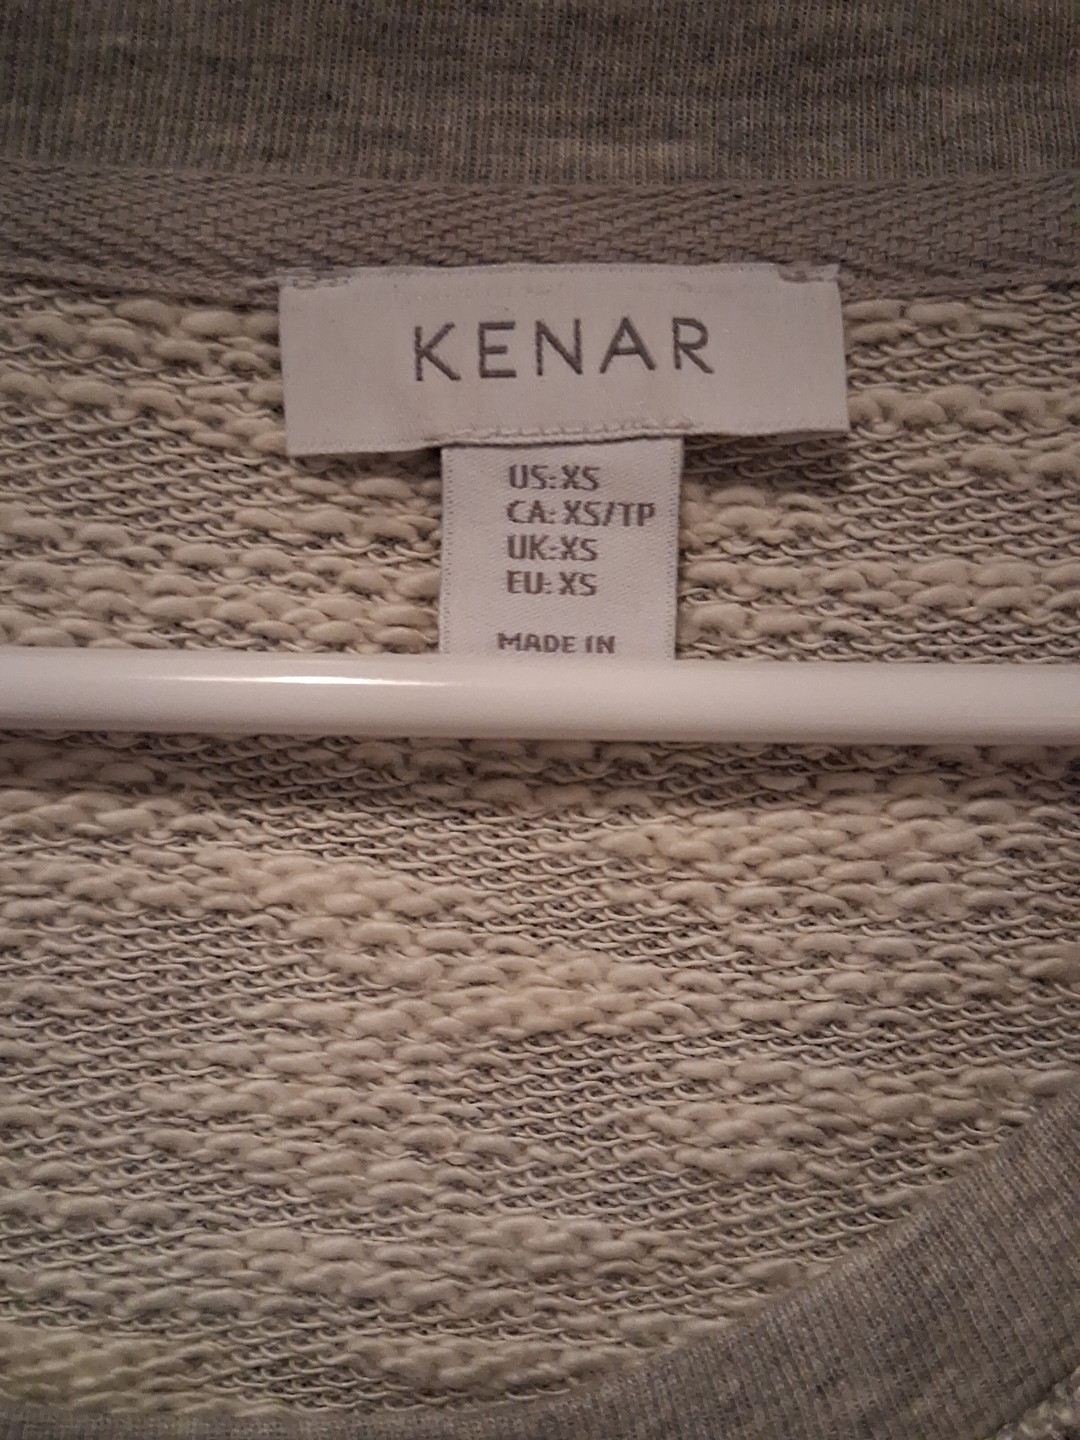 KENAR
US: XS
CA: XS/TP
UK: XS
EU: XS
MADE IN